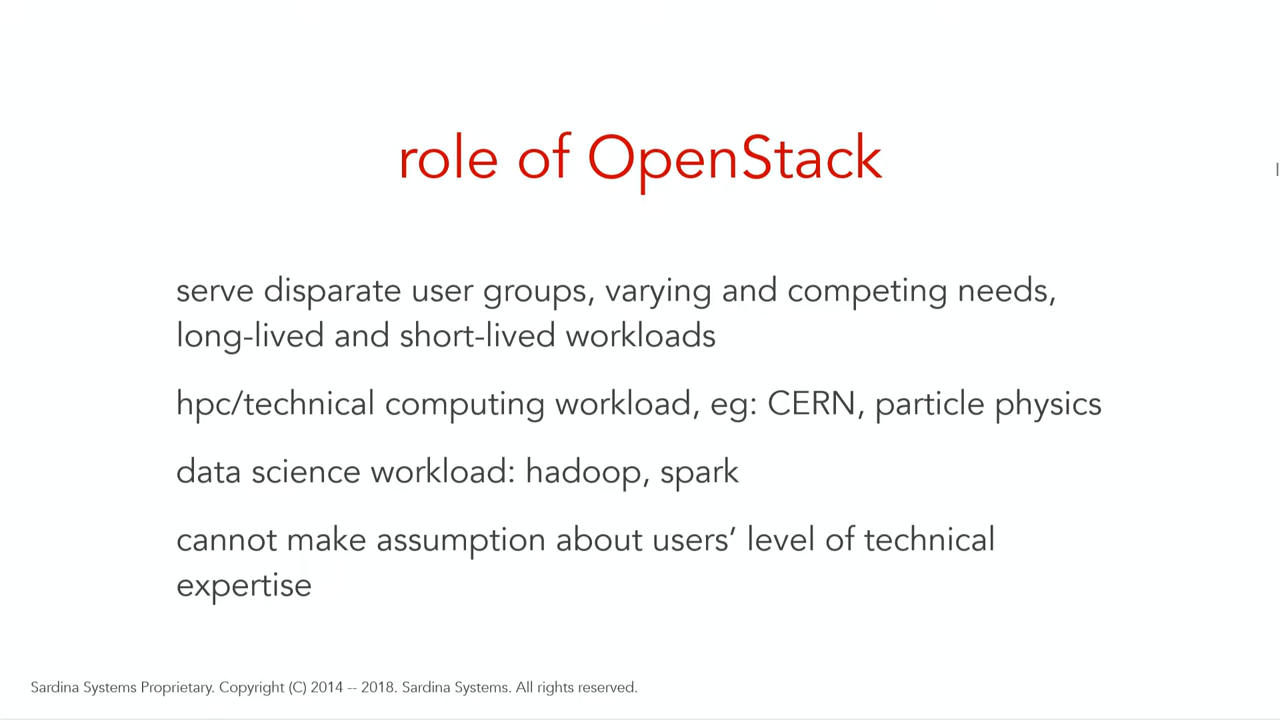 role of OpenStack
serve disparate user groups, varying and competing needs,
long-lived and short-lived workloads
hpc/technical computing workload, eg: CERN, particle physics
data science workload: hadoop, spark
cannot make assumption about users’ level of technical
expertise
Sardina Systems Proprietary. Copyright (C) 2014 -- 2018. Sardina Systems. All rights reserved.